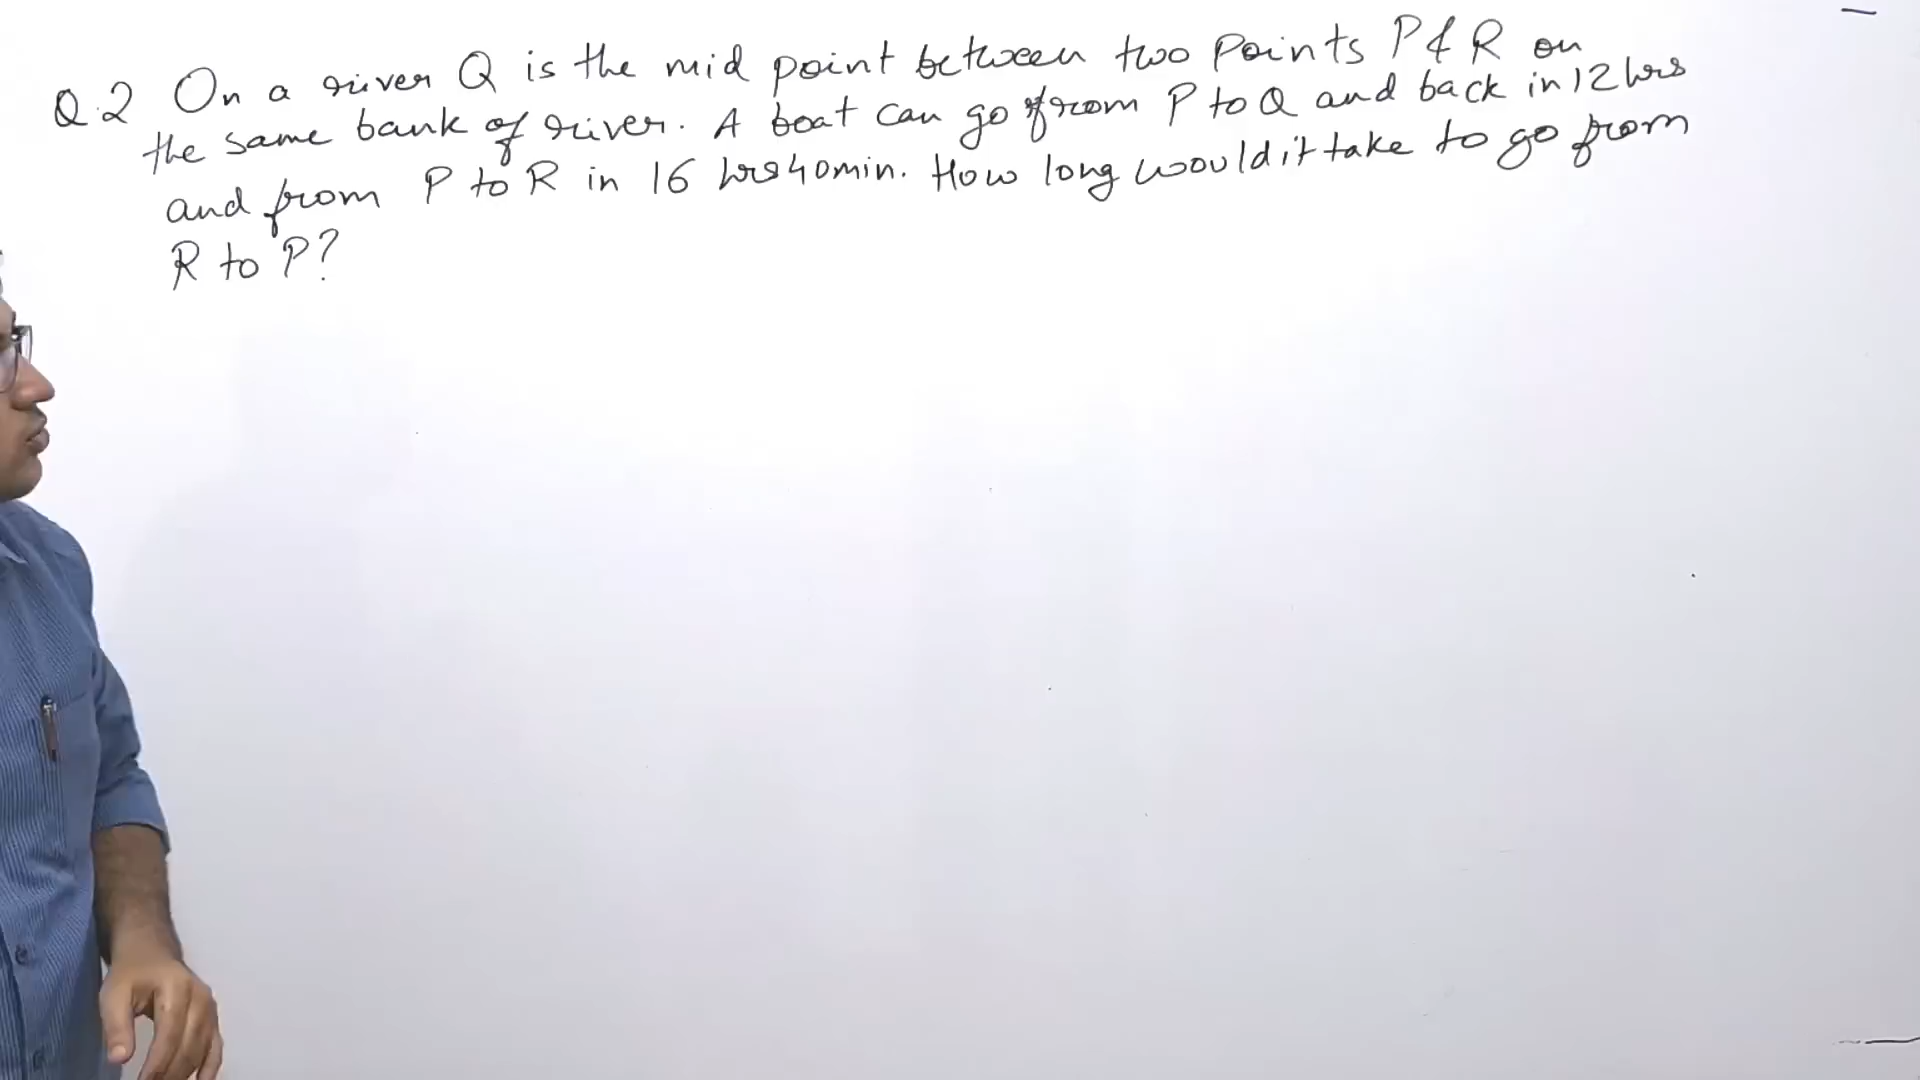 Q.2 On a river Q is the mid point between two points P & R on
the same bank of river. A boat can go from P to Q and back in 12 hrs
and from P to R in 16 hrs 40 min. How long would it take to go from
R to P?